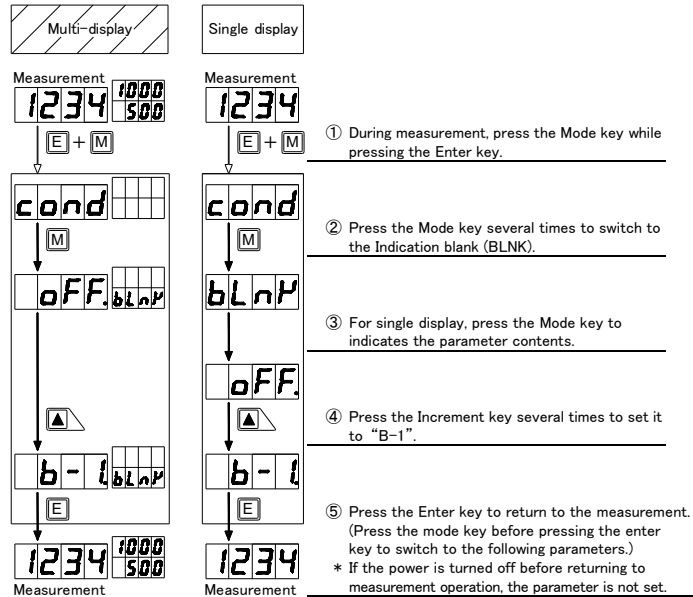 Multi-display
Single display
Measurement
1234
1000
500
E + M
cond
M
oFF.
bLnK
▲
b-1.
bLnK
E
1234
1000
500
Measurement
Measurement
1234
E + M
cond
M
bLnK
oFF.
▲
b-1
E
1234
Measurement
① During measurement, press the Mode key while
pressing the Enter key.
② Press the Mode key several times to switch to
the Indication blank (BLNK).
③ For single display, press the Mode key to
indicates the parameter contents.
④ Press the Increment key several times to set it
to “B-1”.
⑤ Press the Enter key to return to the measurement.
(Press the mode key before pressing the enter
key to switch to the following parameters.)
* If the power is turned off before returning to
measurement operation, the parameter is not set.